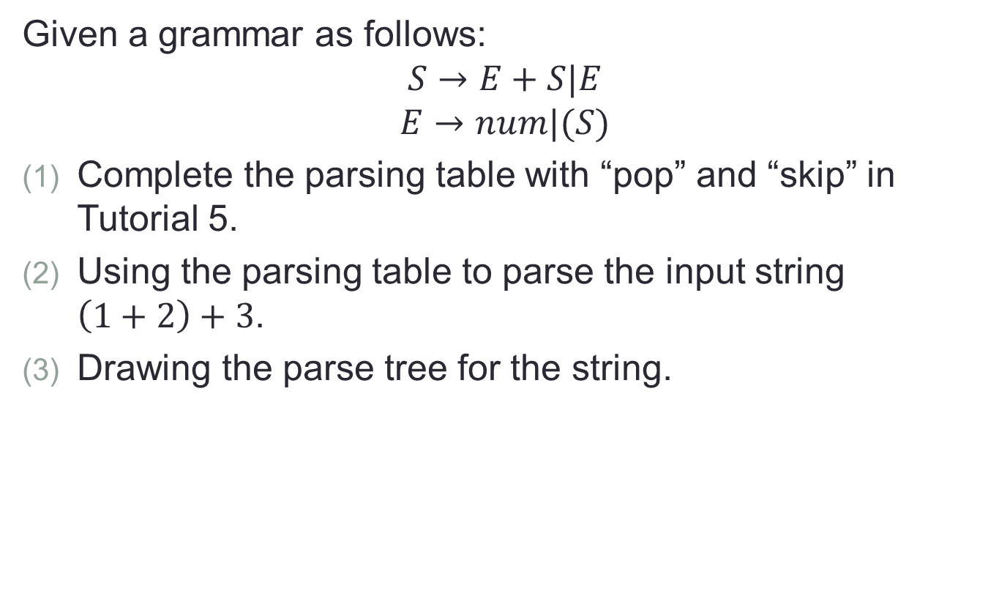 Given a grammar as follows:
S → E + S|E
E → num|(S)
(1) Complete the parsing table with “pop” and “skip” in
Tutorial 5.
(2) Using the parsing table to parse the input string
(1 + 2) + 3.
(3) Drawing the parse tree for the string.